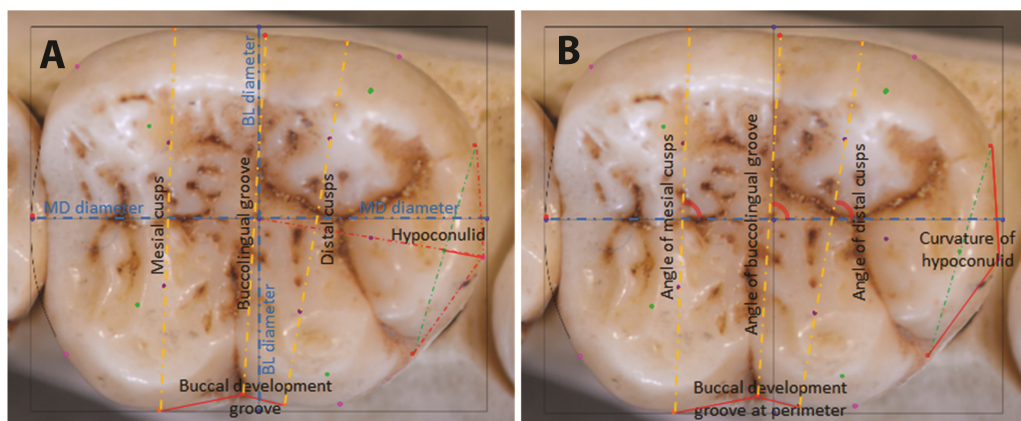 A
BL diameter
MD diameter
Mesial cusps
Buccolingual groove
Distal cusps
MD diameter
Hypoconulid
BL diameter
Buccal development
groove
B
Angle of mesial cusps
Angle of buccolingual groove
Angle of distal cusps
Curvature of
hypoconulid
Buccal development
groove at perimeter